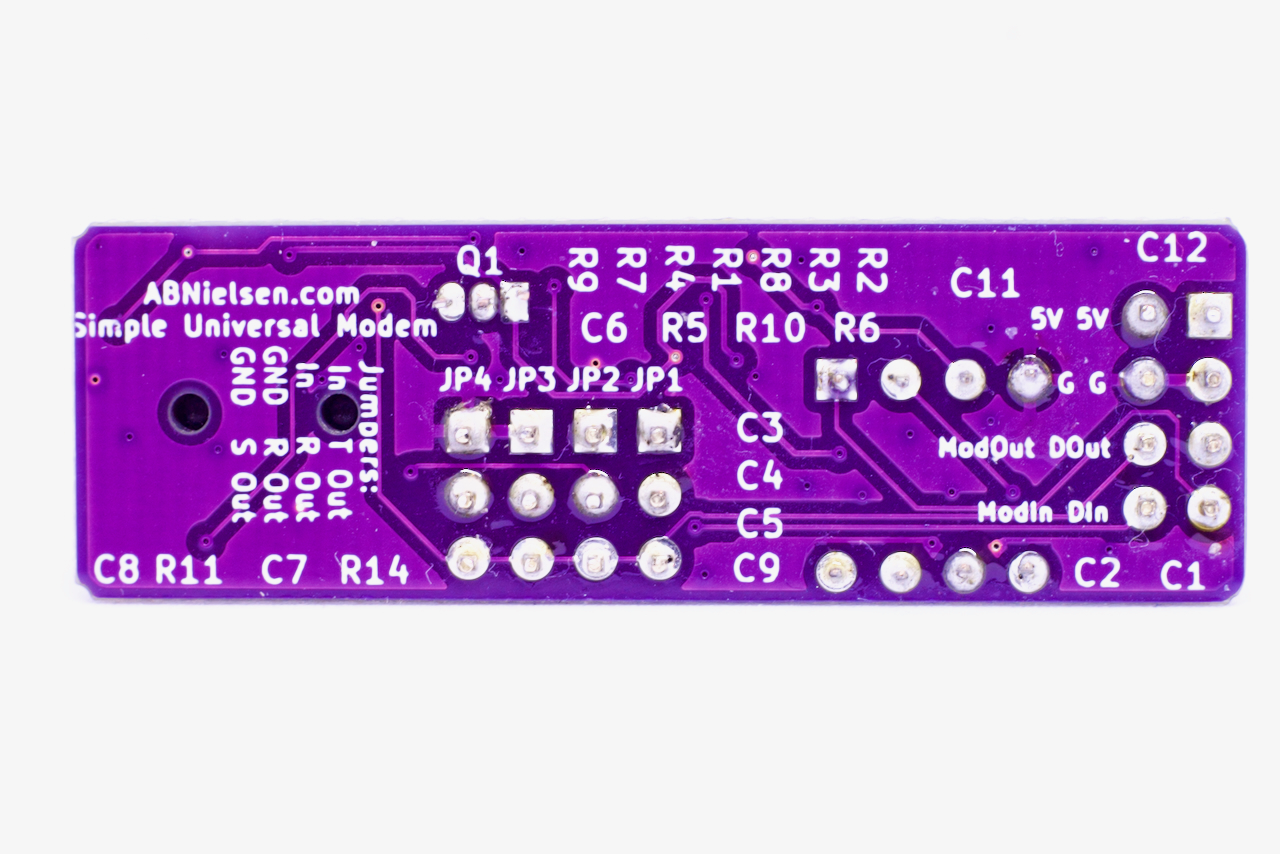 Q1
R9 R7 R4 R1 R8 R3 R2
C11
C12
ABNielsen.com
Simple Universal Modem
C6 R5 R10 R6
5V 5V
JP4 JP3 JP2 JP1
G G
Jumpers:
In T Out
In R Out
GND R Out
GND S Out
C3
C4
C5
C9
ModOut DOut
ModIn DIn
C8 R11 C7 R14
C2 C1